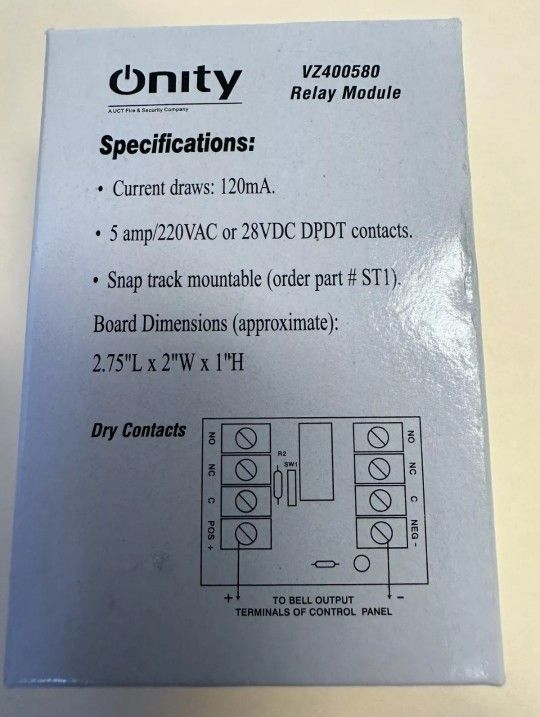 Onity
A UCT Fire & Security Company
VZ400580
Relay Module
Specifications:
• Current draws: 120mA.
• 5 amp/220VAC or 28VDC DPDT contacts.
• Snap track mountable (order part # ST1).
Board Dimensions (approximate):
2.75"L x 2"W x 1"H
Dry Contacts
NO
NC
C
POS +
R2
SW1
NO
NC
C
NEG -
+
TO BELL OUTPUT
TERMINALS OF CONTROL PANEL
-